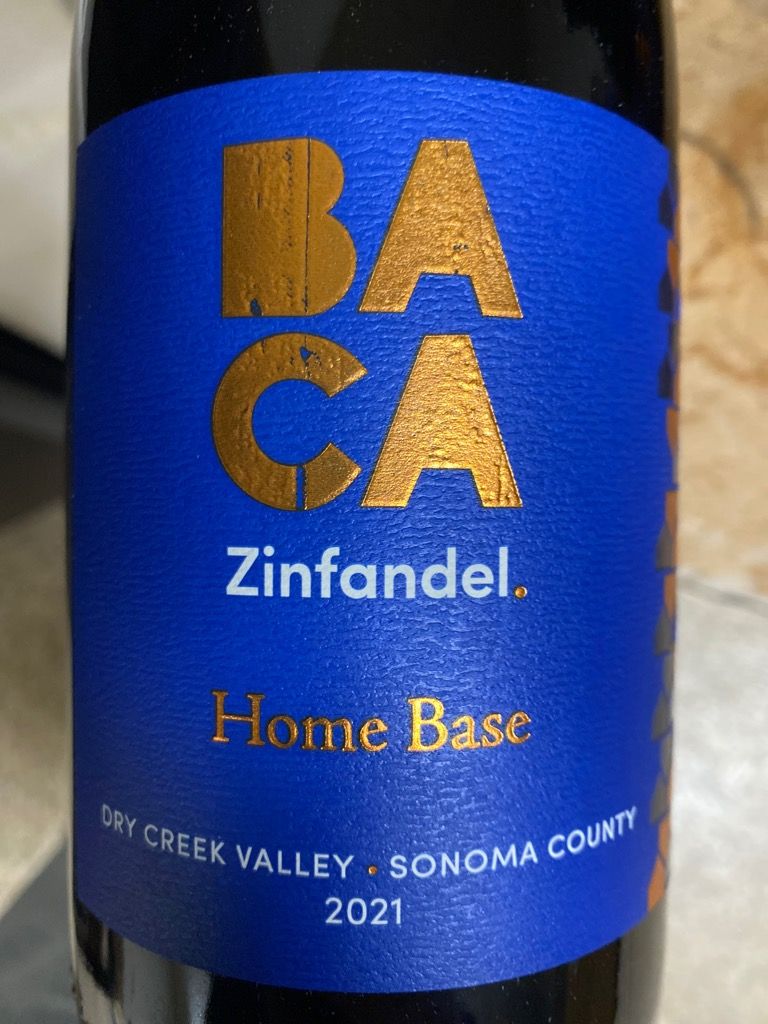 BA
CA
Zinfandel.
Home Base
DRY CREEK VALLEY • SONOMA COUNTY
2021